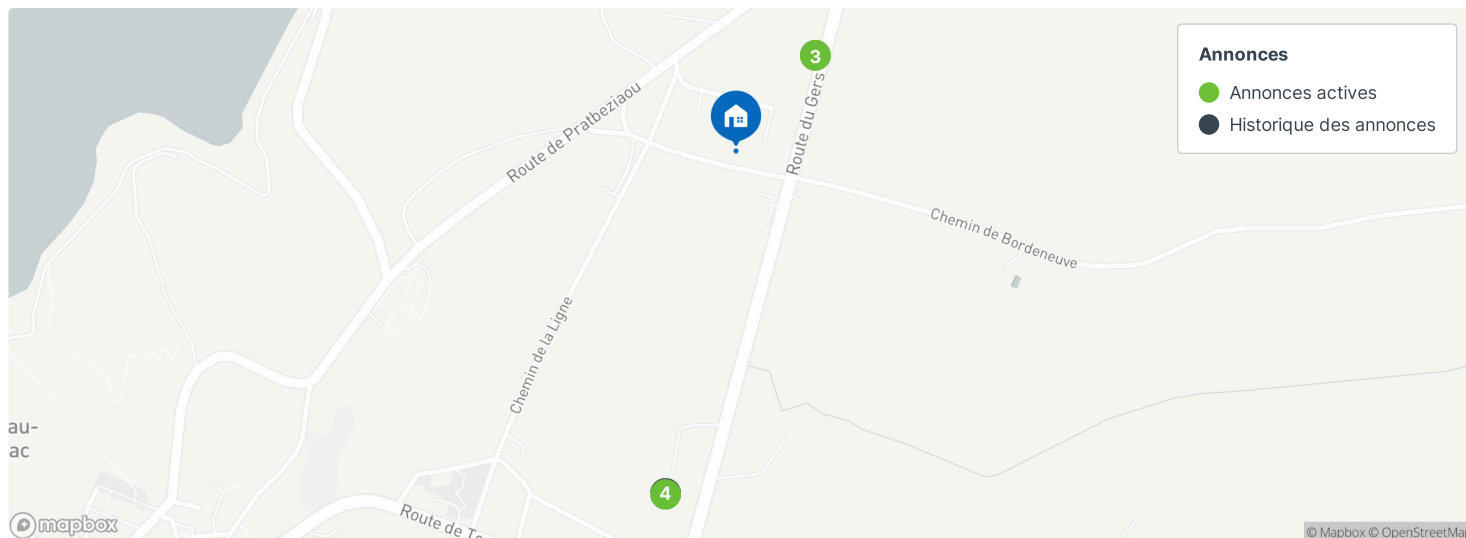 3
Annonces
Annonces actives
Historique des annonces
Route de Pratbeziaou
Route du Gers
Chemin de Bordeneuve
Chemin de la Ligne
au-
ac
4
Route de
mapbox
© Mapbox © OpenStreetMap